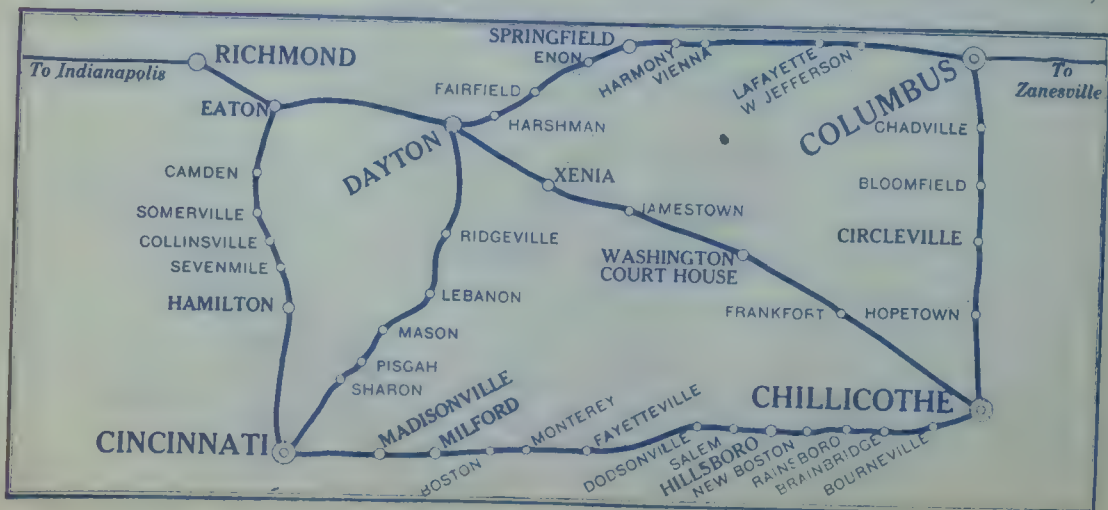 To Indianapolis
RICHMOND
EATON
CAMDEN
SOMERVILLE
COLLINSVILLE
SEVENMILE
HAMILTON
CINCINNATI
DAYTON
FAIRFIELD
HARSHMAN
ENON
SPRINGFIELD
HARMONY
VIENNA
LAFAYETTE
W JEFFERSON
COLUMBUS
To
Zanesville
CHADVILLE
BLOOMFIELD
CIRCLEVILLE
HOPETOWN
CHILLICOTHE
XENIA
JAMESTOWN
WASHINGTON
COURT HOUSE
FRANKFORT
RIDGEVILLE
LEBANON
MASON
PISGAH
SHARON
MADISONVILLE
MILFORD
BOSTON
MONTEREY
FAYETTEVILLE
DODSONVILLE
SALEM
HILLSBORO
NEW BOSTON
RAINSBORO
BRAINBRIDGE
BOURNEVILLE